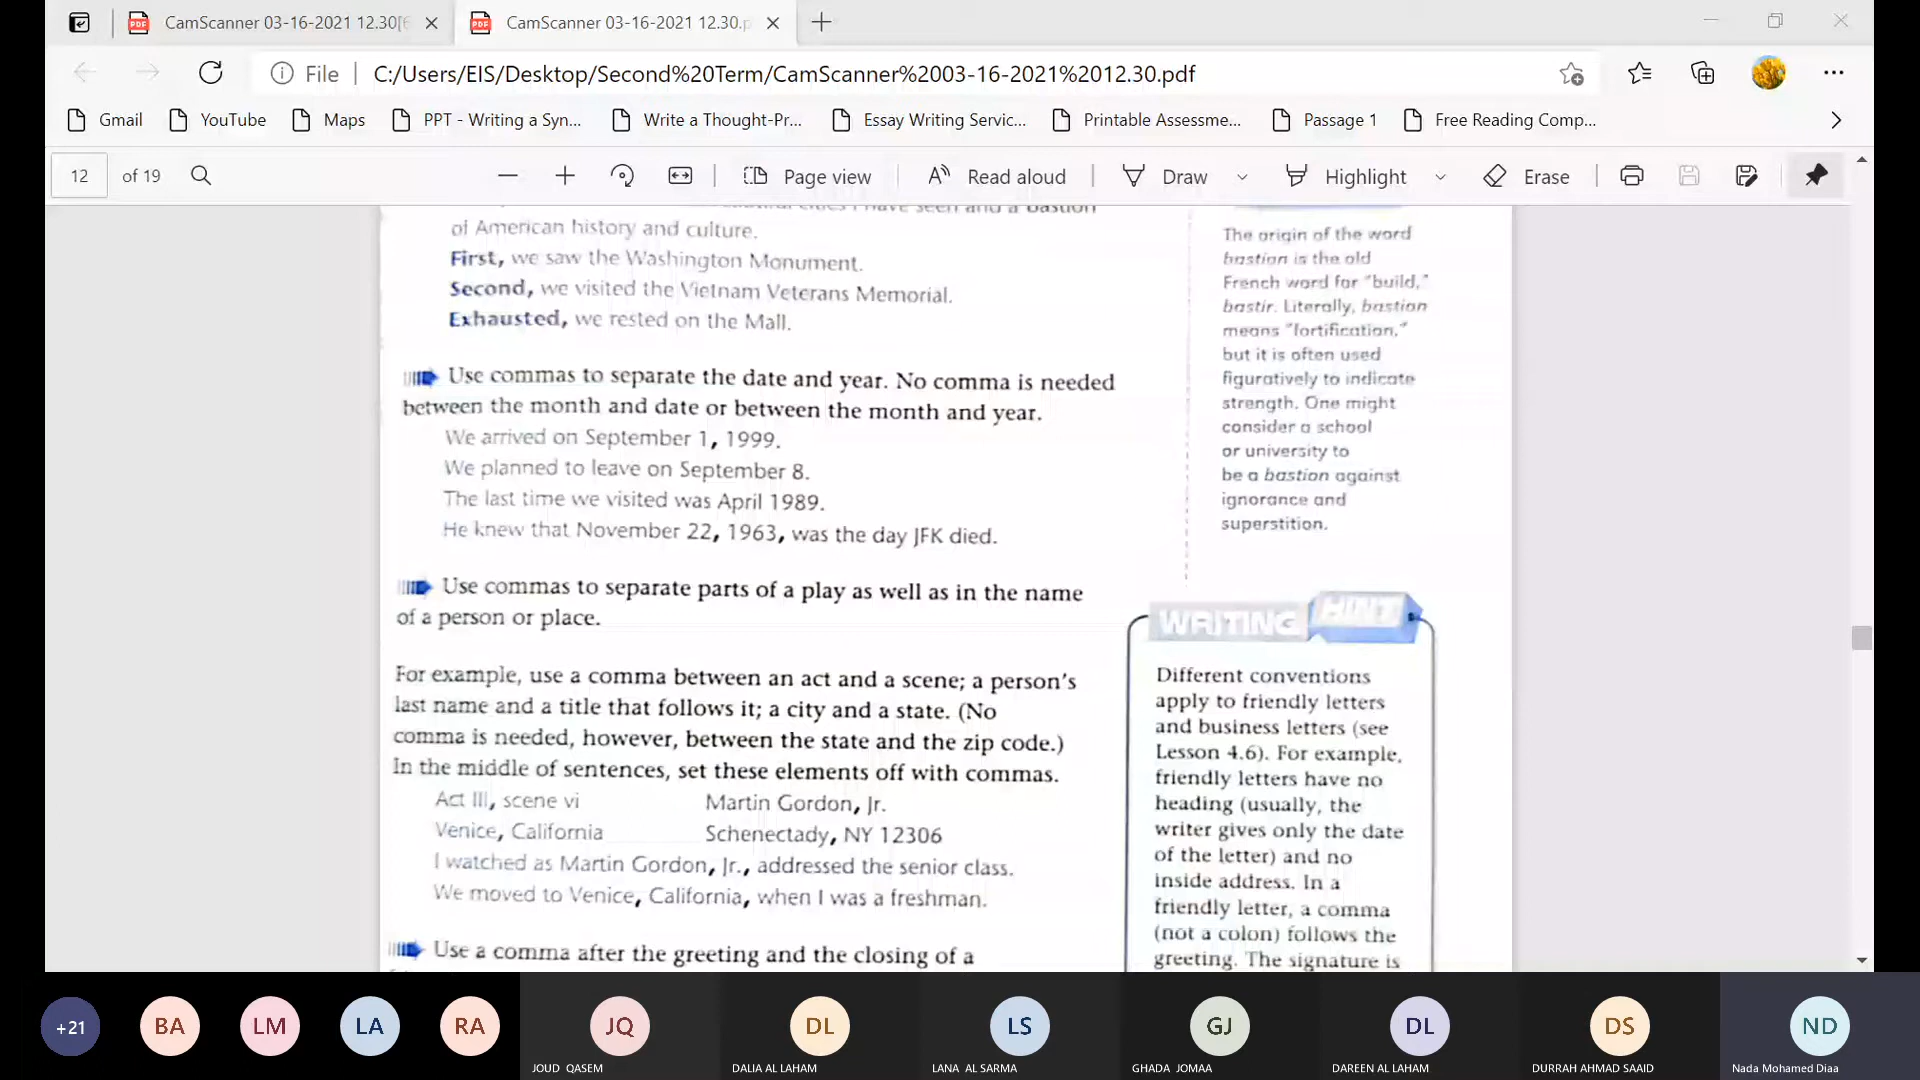 CamScanner 03-16-2021 12.30[
CamScanner 03-16-2021 12.30.p
File
C:/Users/EIS/Desktop/Second%20Term/CamScanner%2003-16-2021%2012.30.pdf
Gmail
YouTube
Maps
PPT - Writing a Syn...
Write a Thought-Pr...
Essay Writing Servic...
Printable Assessme...
Passage 1
Free Reading Comp...
12 of 19
Page view
Read aloud
Draw
Highlight
Erase
cities I have seen and a bastion
of American history and culture.
First, we saw the Washington Monument.
Second, we visited the Vietnam Veterans Memorial.
Exhausted, we rested on the Mall.
Use commas to separate the date and year. No comma is needed
between the month and date or between the month and year.
We arrived on September 1, 1999.
We planned to leave on September 8.
The last time we visited was April 1989.
He knew that November 22, 1963, was the day JFK died.
Use commas to separate parts of a play as well as in the name
of a person or place.
For example, use a comma between an act and a scene; a person's
last name and a title that follows it; a city and a state. (No
comma is needed, however, between the state and the zip code.)
In the middle of sentences, set these elements off with commas.
Act III, scene vi
Martin Gordon, Jr.
Venice, California
Schenectady, NY 12306
I watched as Martin Gordon, Jr., addressed the senior class.
We moved to Venice, California, when I was a freshman.
Use a comma after the greeting and the closing of a
The origin of the word
bastion is the old
French word for "build,"
bastir. Literally, bastion
means "fortification,"
but it is often used
figuratively to indicate
strength. One might
consider a school
or university to
be a bastion against
ignorance and
superstition.
WRITING HINT
Different conventions
apply to friendly letters
and business letters (see
Lesson 4.6). For example,
friendly letters have no
heading (usually, the
writer gives only the date
of the letter) and no
inside address. In a
friendly letter, a comma
(not a colon) follows the
greeting. The signature is
+21
BA
LM
LA
RA
JQ
JOUD QASEM
DL
DALIA AL LAHAM
LS
LANA AL SARMA
GJ
GHADA JOMAA
DL
DAREEN AL LAHAM
DS
DURRAH AHMAD SAAID
ND
Nada Mohamed Diaa